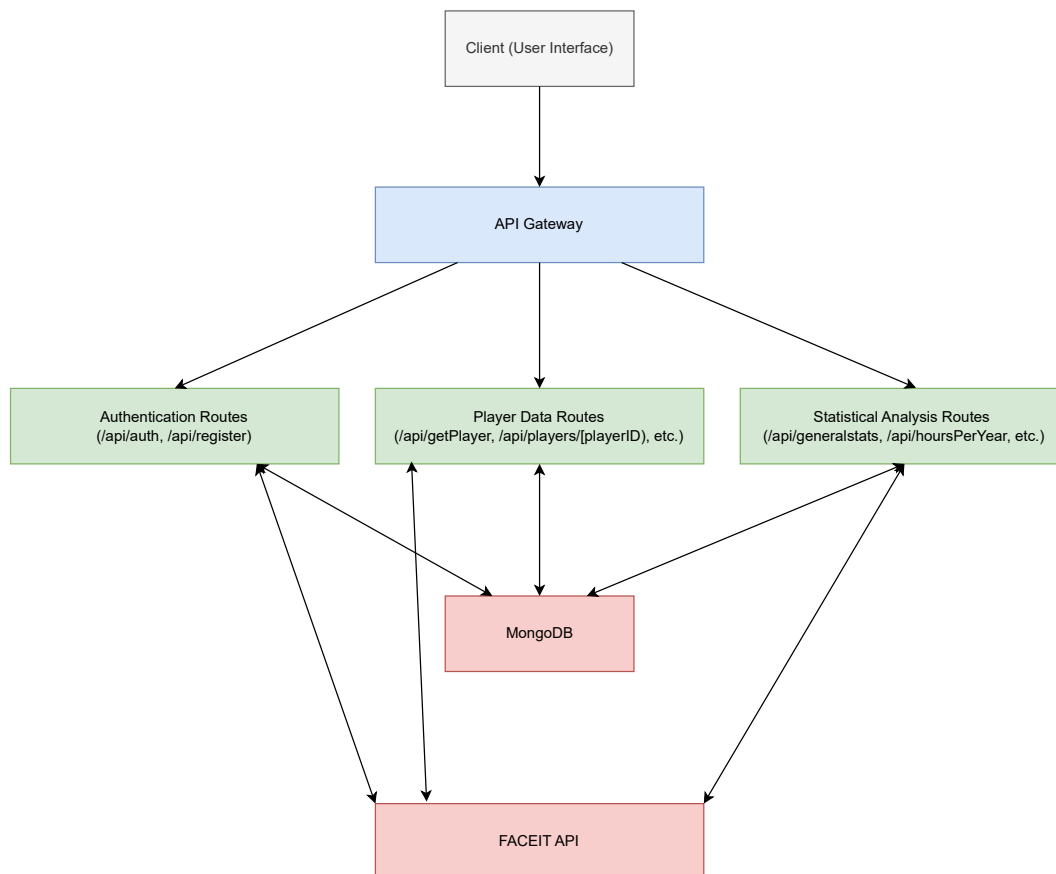 Client (User Interface)
API Gateway
Authentication Routes
(/api/auth, /api/register)
Player Data Routes
(/api/getPlayer, /api/players/[playerID), etc.)
Statistical Analysis Routes
(/api/generalstats, /api/hoursPerYear, etc.)
MongoDB
FACEIT API